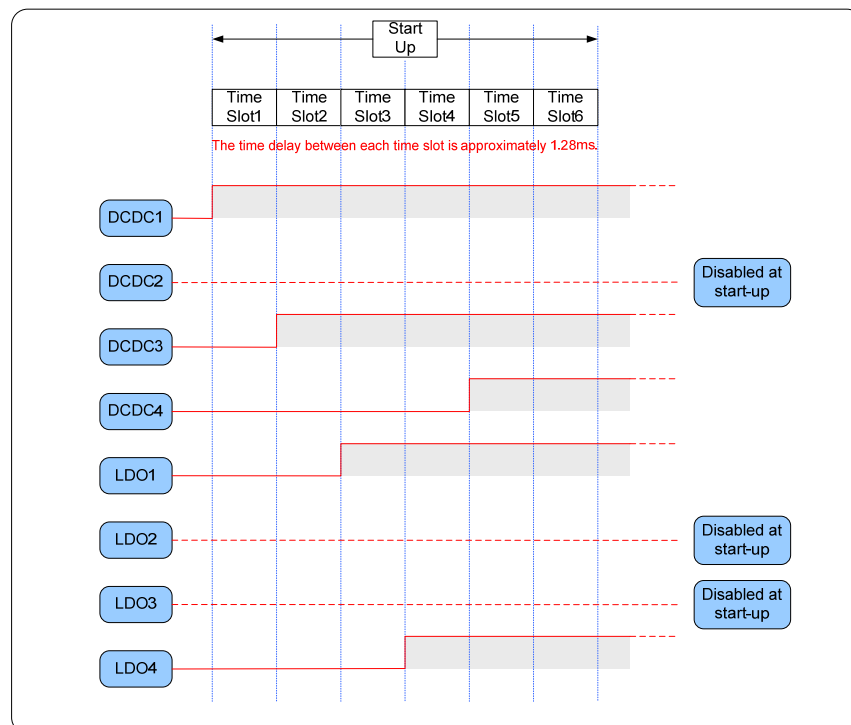 Start
Up
Time Slot1
Time Slot2
Time Slot3
Time Slot4
Time Slot5
Time Slot6
The time delay between each time slot is approximately 1.28ms.
DCDC1
DCDC2
Disabled at
start-up
DCDC3
DCDC4
LDO1
LDO2
Disabled at
start-up
LDO3
Disabled at
start-up
LDO4